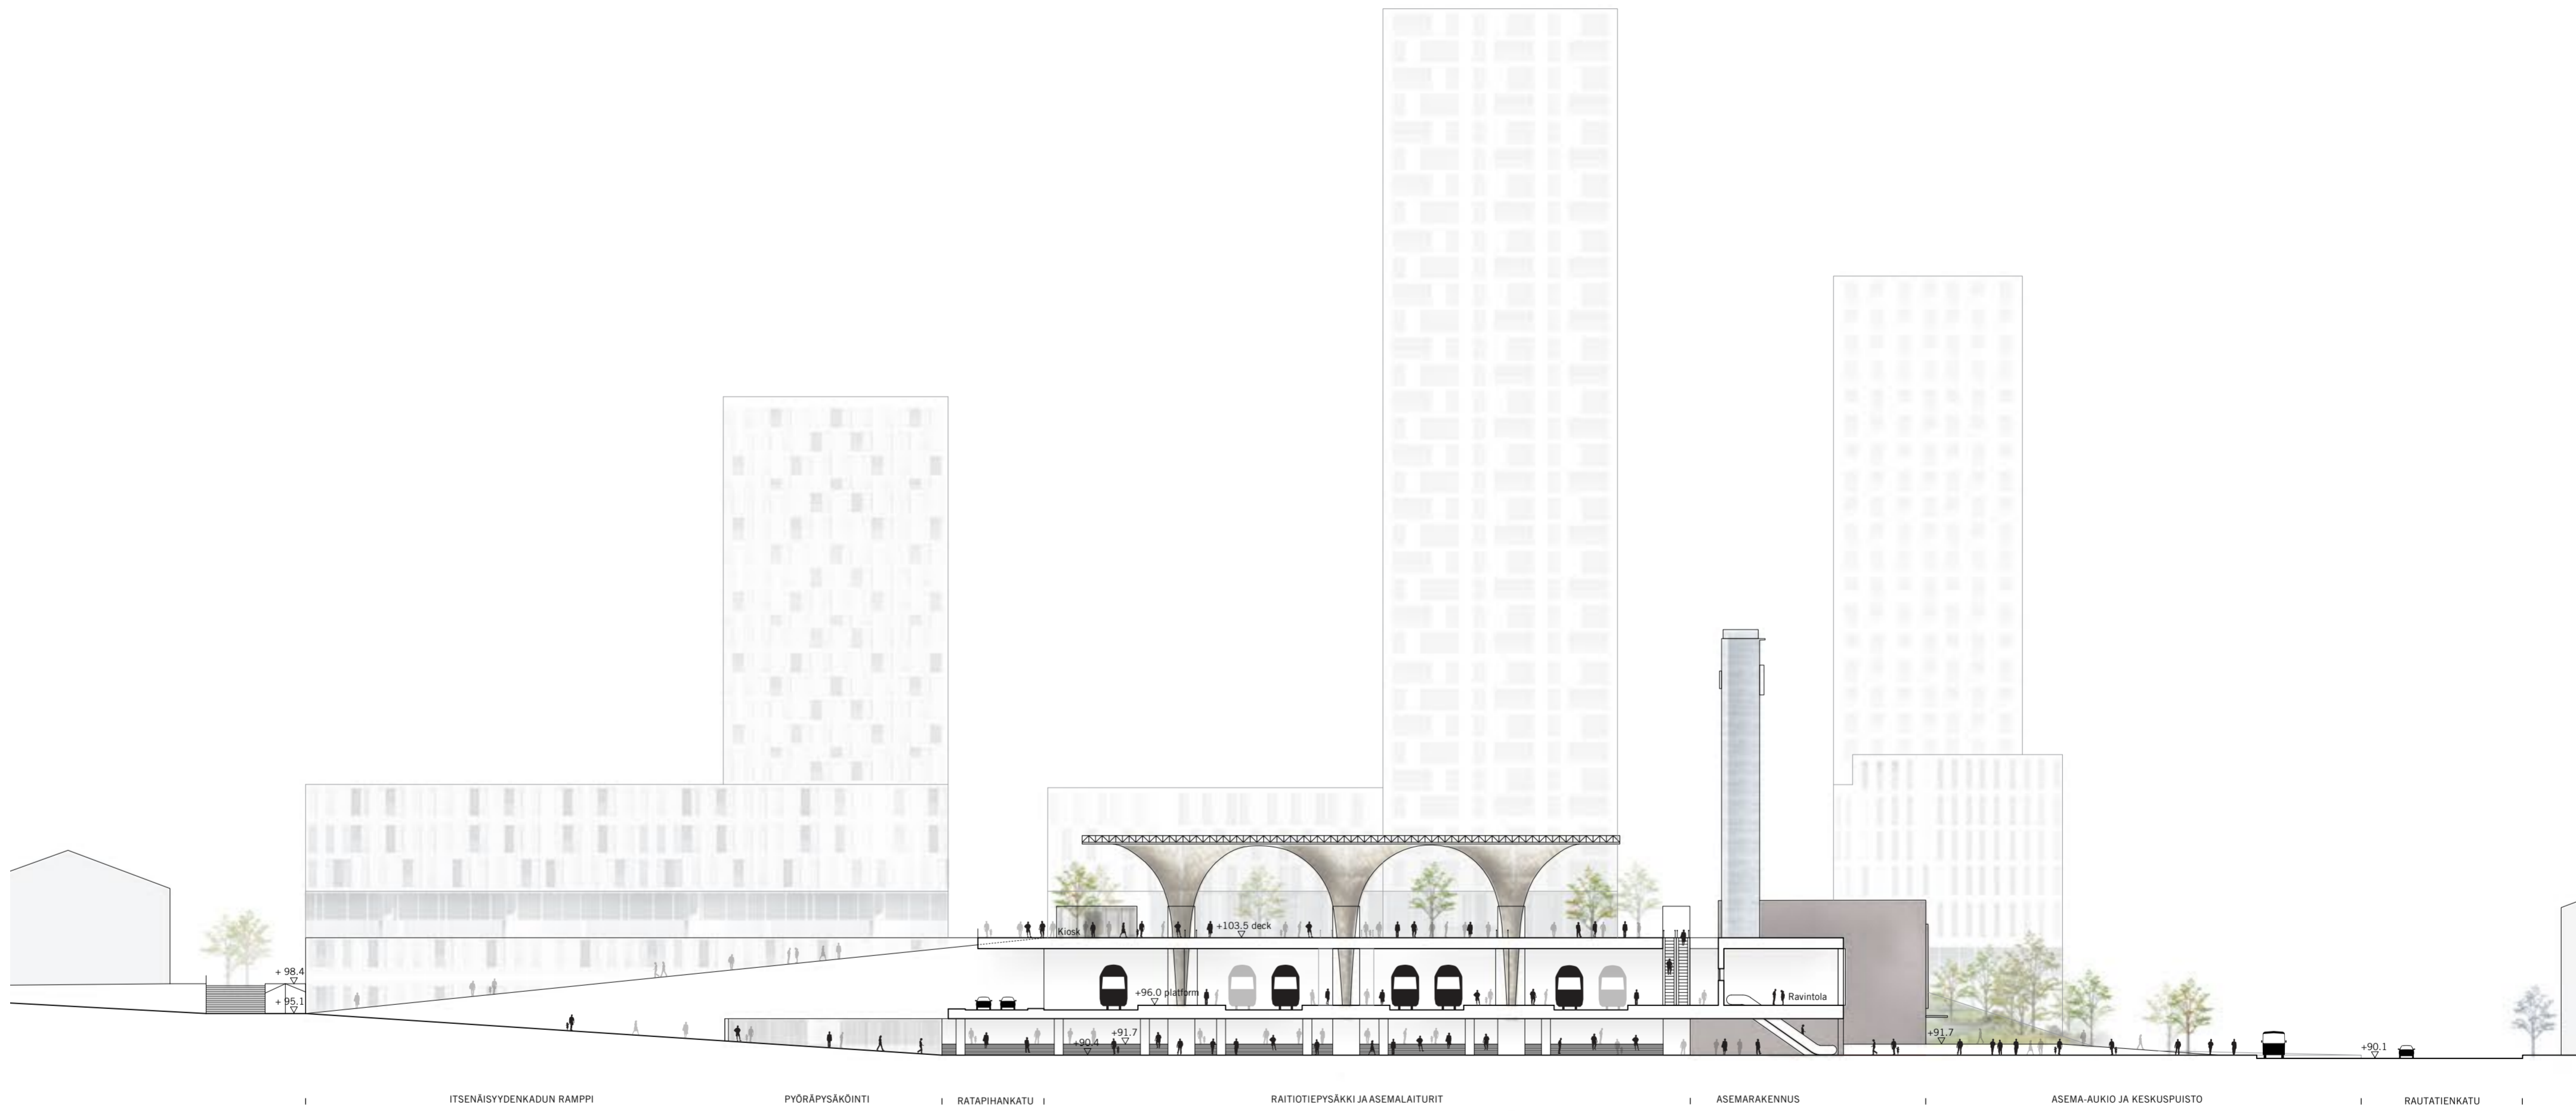 Kiosk
+103.5 deck
+ 98.4
+ 95.1
+96.0 platform
Ravintola
+91.7
+90.4
+91.7
+90.1
ITSENÄISYYDENKADUN RAMPPI
PYÖRÄPYSÄKÖINTI
RATAPIHANKATU
RAITIOTIEPYSÄKKI JA ASEMALAITURIT
ASEMARAKENNUS
ASEMA-AUKIO JA KESKUSPUISTO
RAUTATIENKATU